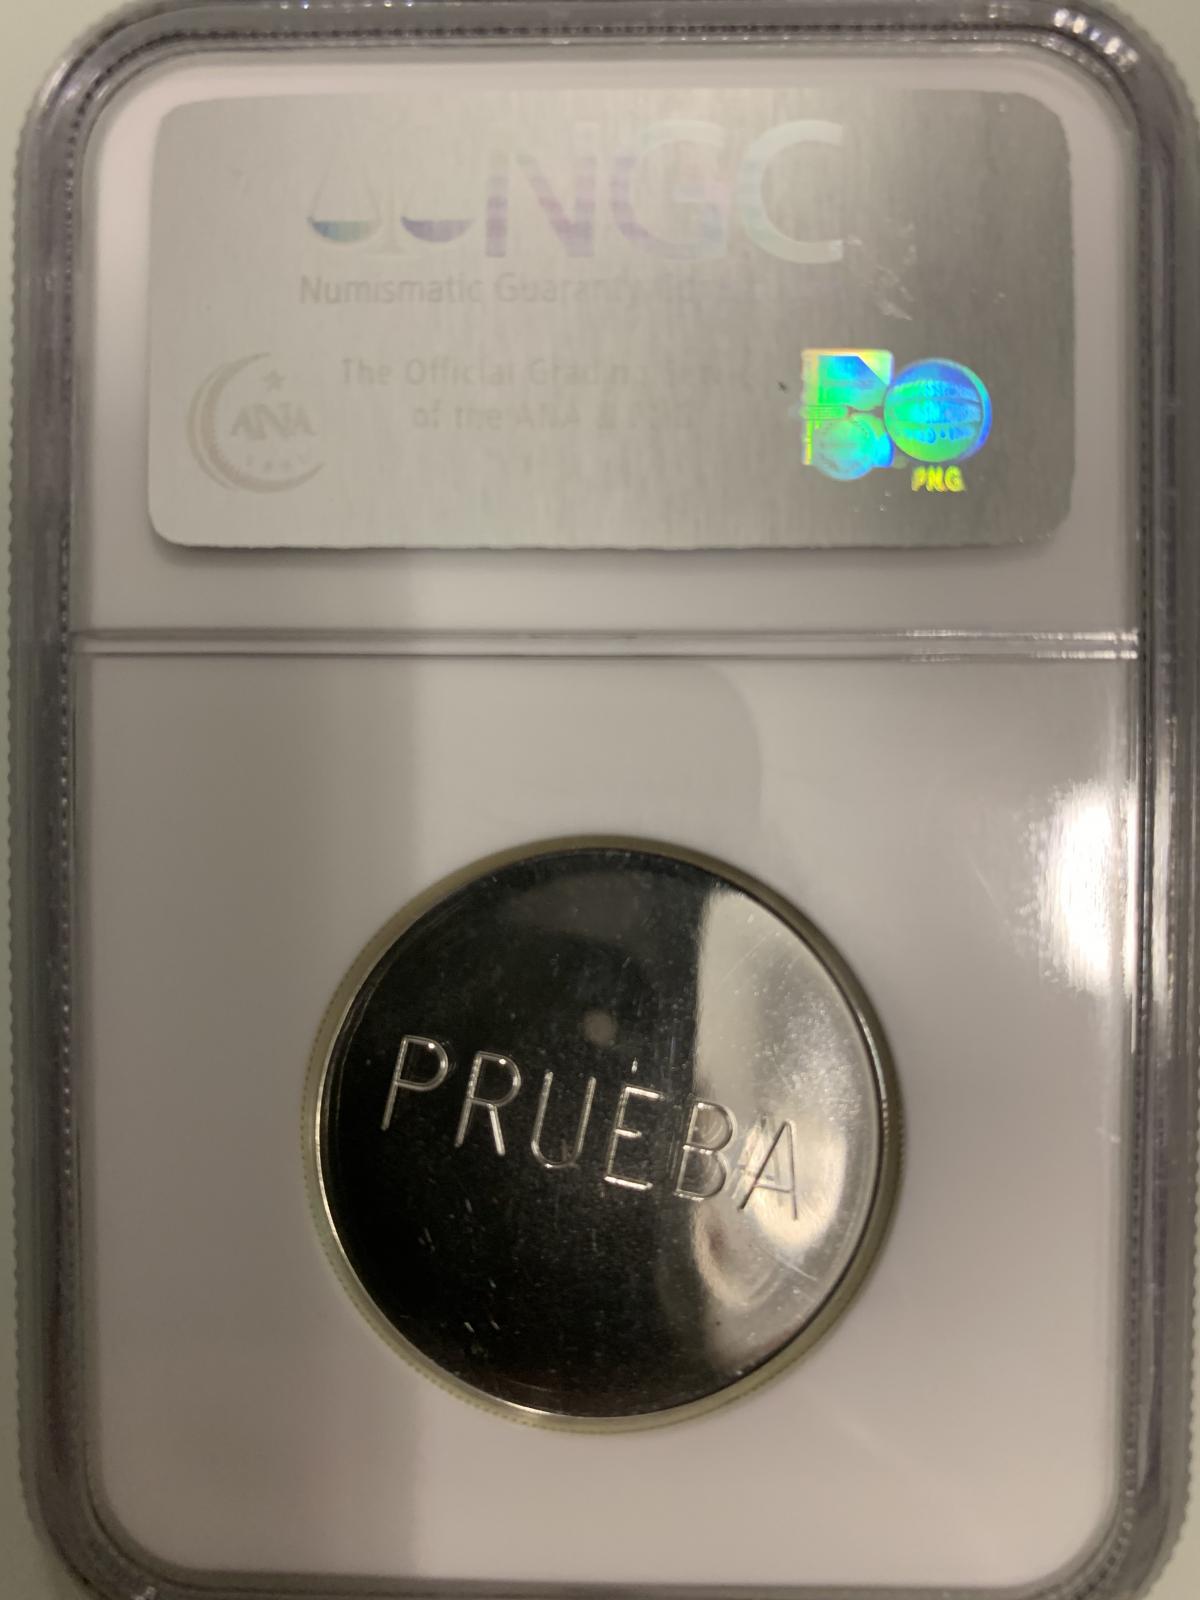 NGC
Numismatic Guaranty
The Official Grading
of the ANA &
ANA
PNG
PRUEBA